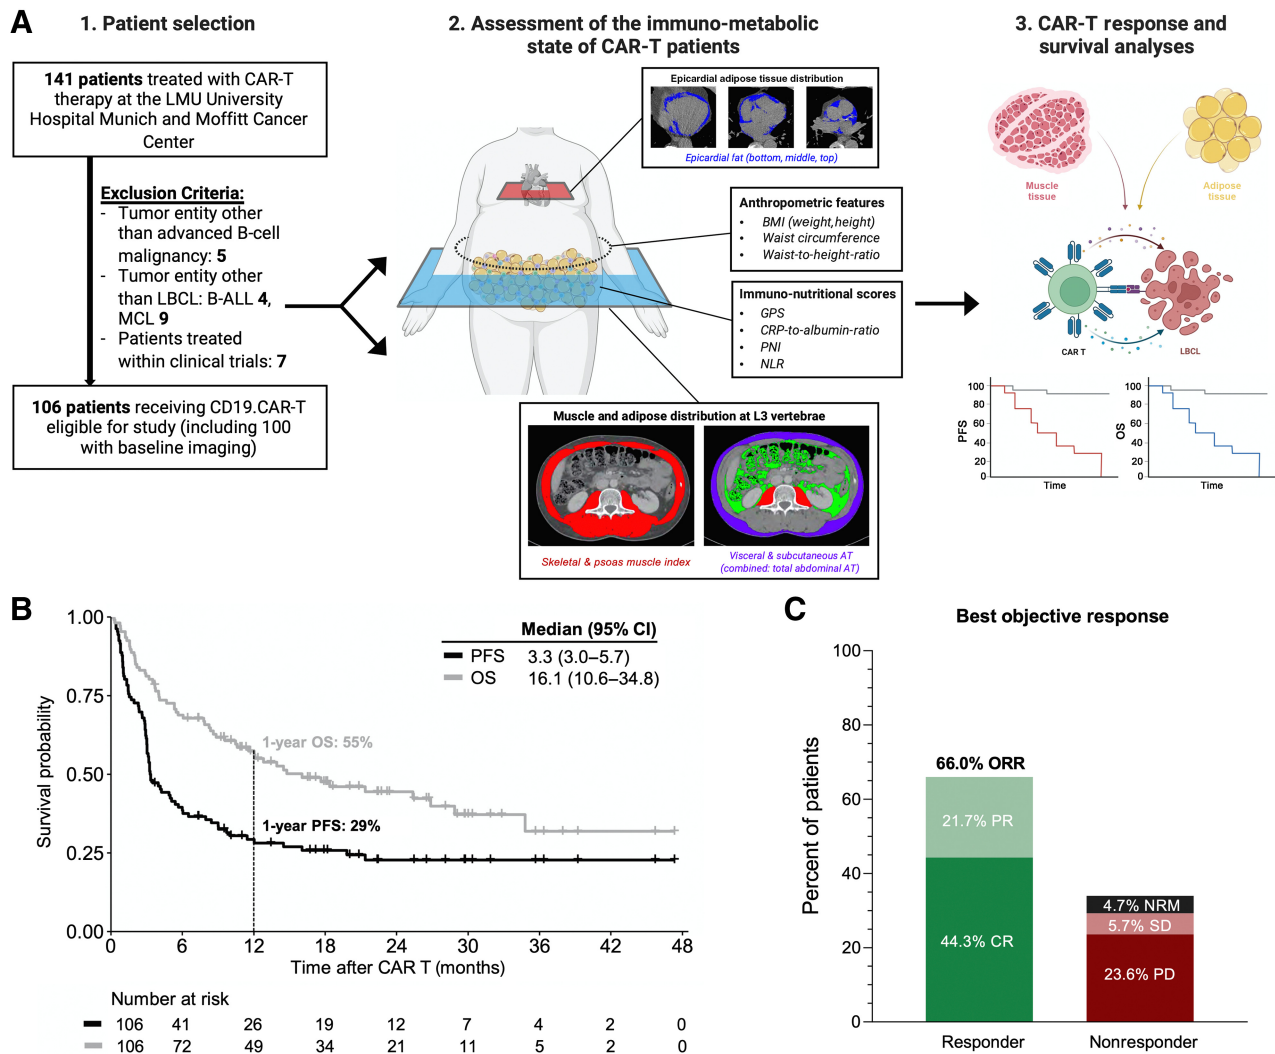 A
1. Patient selection
141 patients treated with CAR-T
therapy at the LMU University
Hospital Munich and Moffitt Cancer
Center
Exclusion Criteria:
- Tumor entity other
than advanced B-cell
malignancy: 5
- Tumor entity other
than LBCL: B-ALL 4,
MCL 9
- Patients treated
within clinical trials: 7
106 patients receiving CD19.CAR-T
eligible for study (including 100
with baseline imaging)
2. Assessment of the immuno-metabolic
state of CAR-T patients
Epicardial adipose tissue distribution
Epicardial fat (bottom, middle, top)
Anthropometric features
• BMI (weight,height)
• Waist circumference
• Waist-to-height-ratio
Immuno-nutritional scores
• GPS
• CRP-to-albumin-ratio
• PNI
• NLR
Muscle and adipose distribution at L3 vertebrae
Skeletal & psoas muscle index
Visceral & subcutaneous AT
(combined: total abdominal AT)
3. CAR-T response and
survival analyses
Muscle
tissue
Adipose
tissue
CAR T
LBCL
PFS
100
80
60
40
20
0
Time
OS
100
80
60
40
20
0
Time
B
Survival probability
1.00
0.75
0.50
0.25
0.00
Median (95% CI)
PFS 3.3 (3.0–5.7)
OS 16.1 (10.6–34.8)
1-year OS: 55%
1-year PFS: 29%
0 6 12 18 24 30 36 42 48
Time after CAR T (months)
Number at risk
106 41 26 19 12 7 4 2 0
106 72 49 34 21 11 5 2 0
C
Best objective response
Percent of patients
100
80
60
40
20
0
66.0% ORR
21.7% PR
44.3% CR
4.7% NRM
5.7% SD
23.6% PD
Responder
Nonresponder